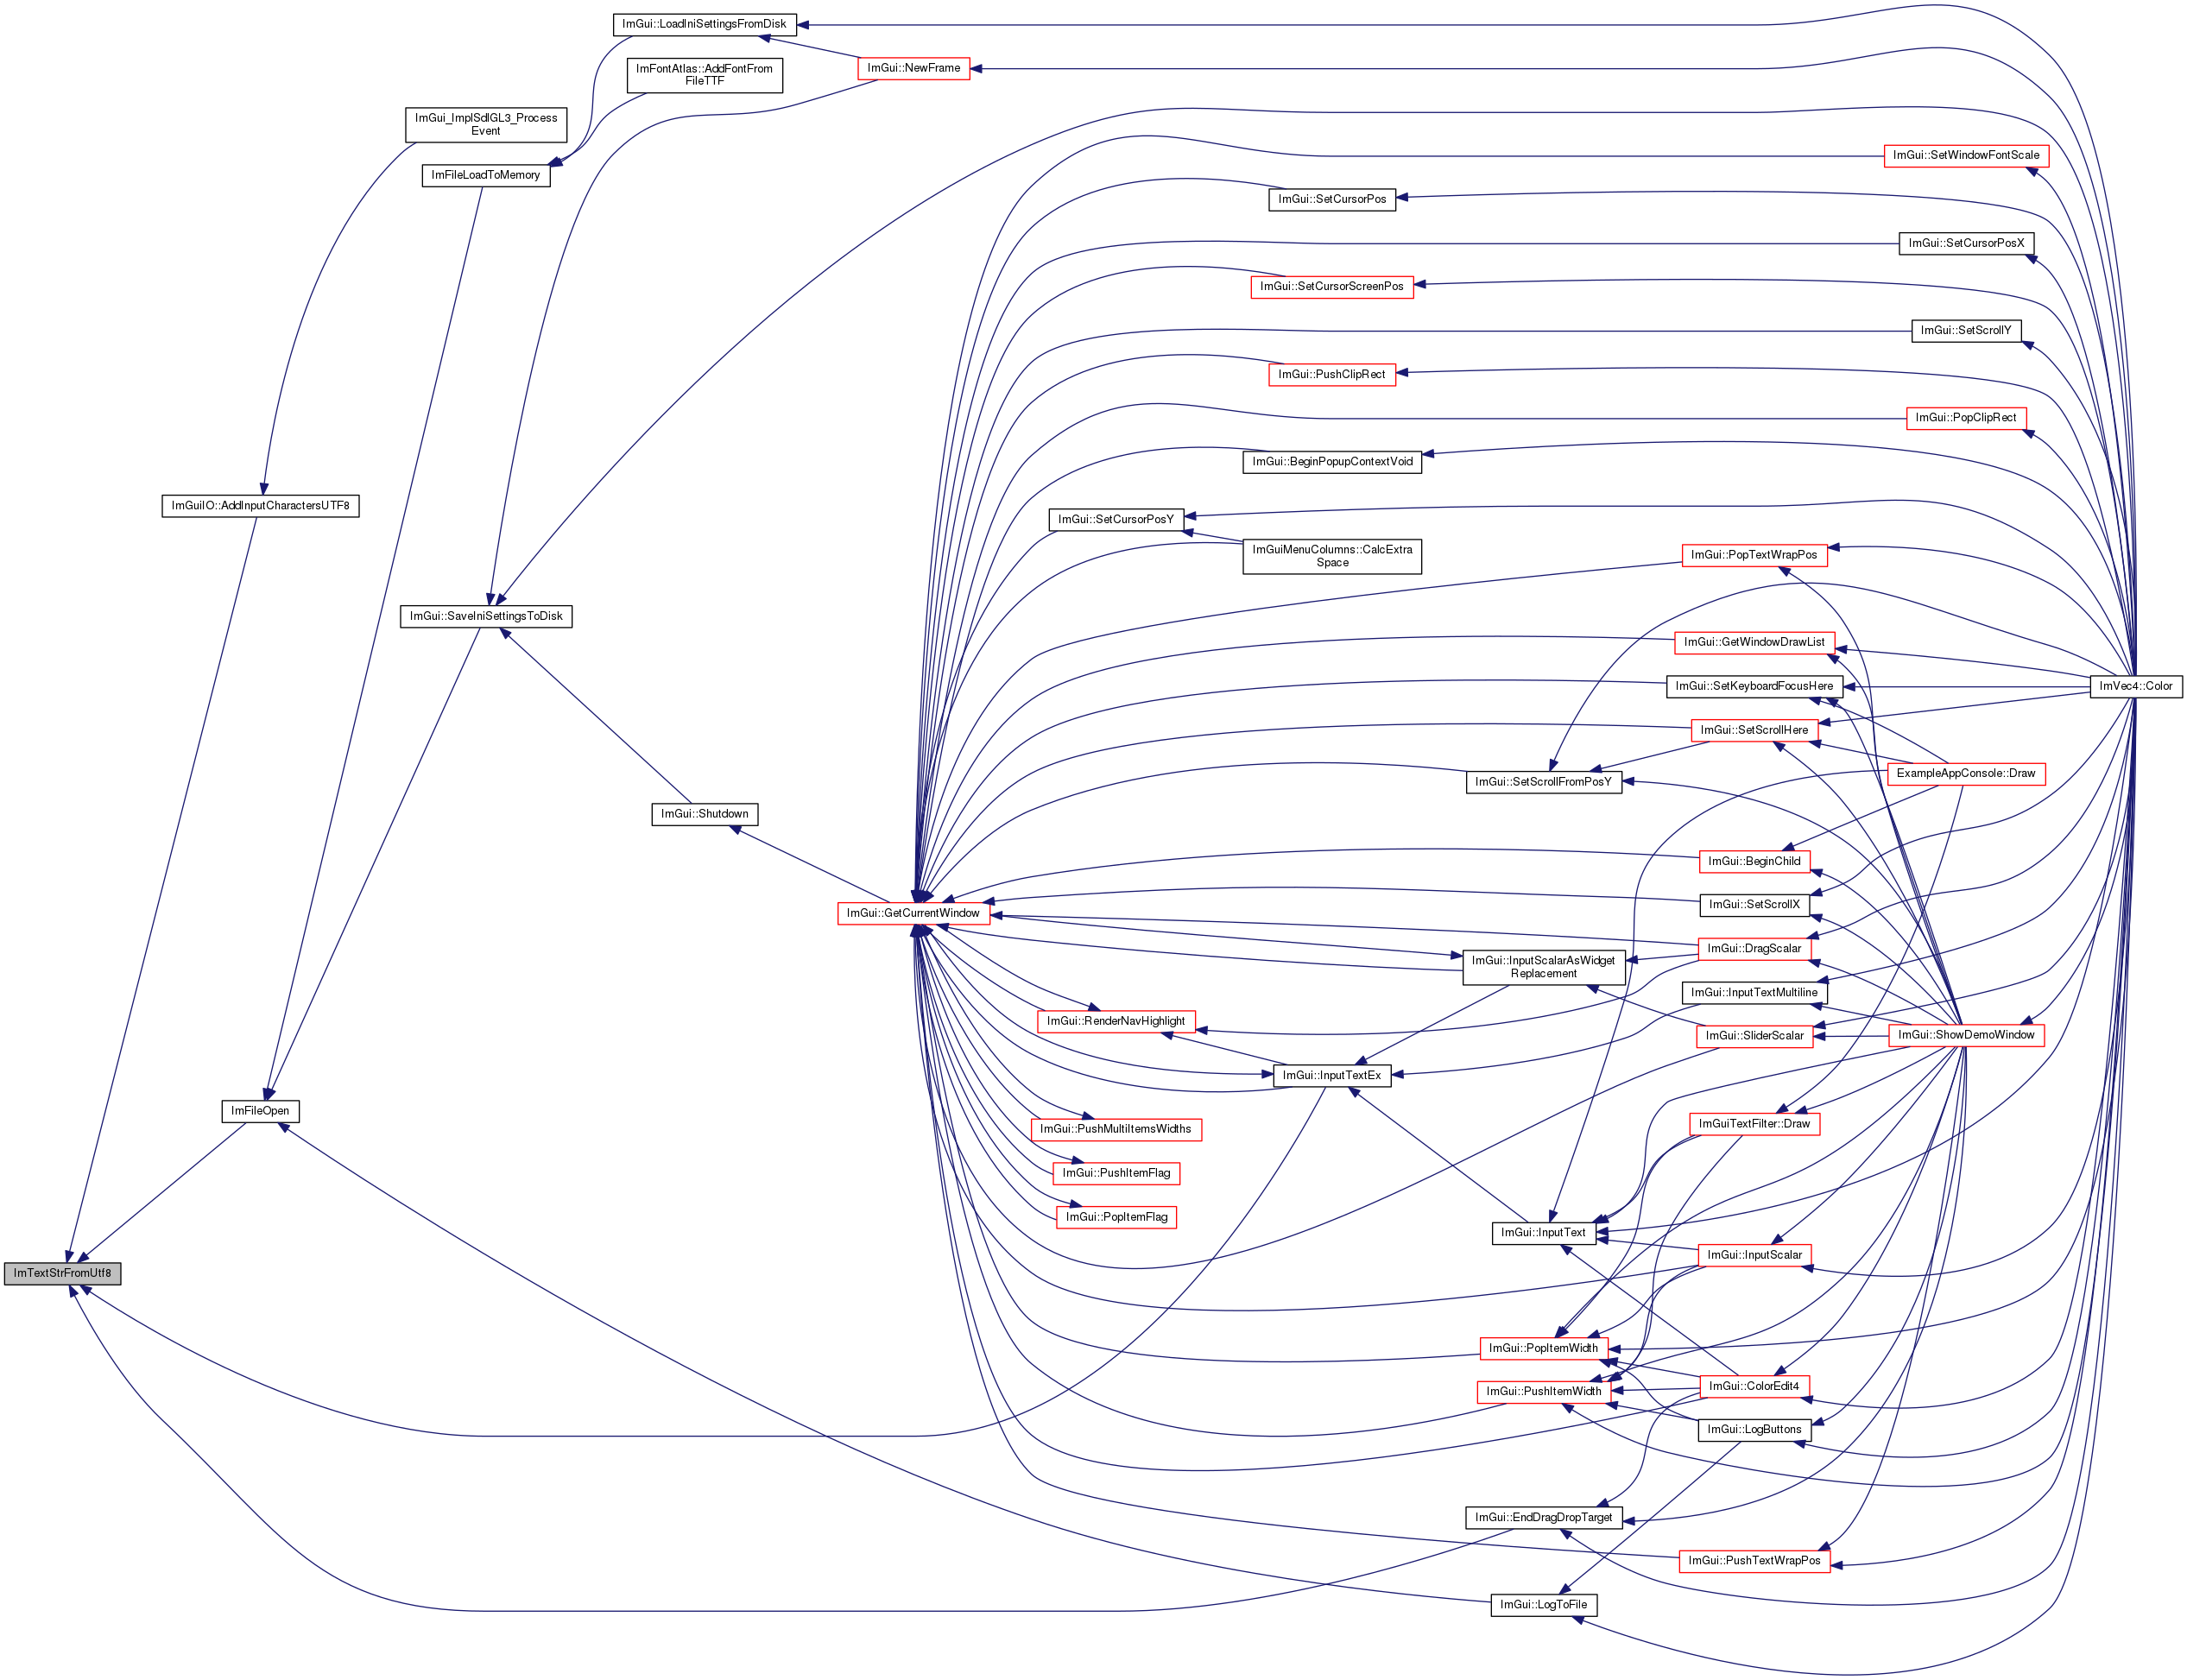 ImGui::LoadIniSettingsFromDisk
ImFontAtlas::AddFontFrom
FileTTF
ImGui::NewFrame
ImGui_ImplSdlGL3_Process
Event
ImFileLoadToMemory
ImGui::SetWindowFontScale
ImGui::SetCursorPos
ImGui::SetCursorPosX
ImGui::SetCursorScreenPos
ImGui::SetScrollY
ImGui::PushClipRect
ImGui::PopClipRect
ImGui::BeginPopupContextVoid
ImGuiIO::AddInputCharactersUTF8
ImGui::SetCursorPosY
ImGuiMenuColumns::CalcExtra
Space
ImGui::PopTextWrapPos
ImGui::SaveIniSettingsToDisk
ImGui::GetWindowDrawList
ImGui::SetKeyboardFocusHere
ImVec4::Color
ImGui::SetScrollHere
ImGui::SetScrollFromPosY
ExampleAppConsole::Draw
ImGui::Shutdown
ImGui::BeginChild
ImGui::GetCurrentWindow
ImGui::SetScrollX
ImGui::DragScalar
ImGui::InputScalarAsWidget
Replacement
ImGui::InputTextMultiline
ImGui::RenderNavHighlight
ImGui::SliderScalar
ImGui::ShowDemoWindow
ImGui::InputTextEx
ImFileOpen
ImGui::PushMultiItemsWidths
ImGuiTextFilter::Draw
ImGui::PushItemFlag
ImGui::PopItemFlag
ImGui::InputText
ImGui::InputScalar
ImTextStrFromUtf8
ImGui::PopItemWidth
ImGui::PushItemWidth
ImGui::ColorEdit4
ImGui::LogButtons
ImGui::EndDragDropTarget
ImGui::PushTextWrapPos
ImGui::LogToFile